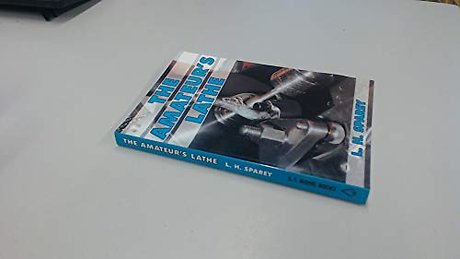 THE
AMATEUR'S
LATHE
L. H. SPAREY
THE AMATEUR'S LATHE L. H. SPAREY